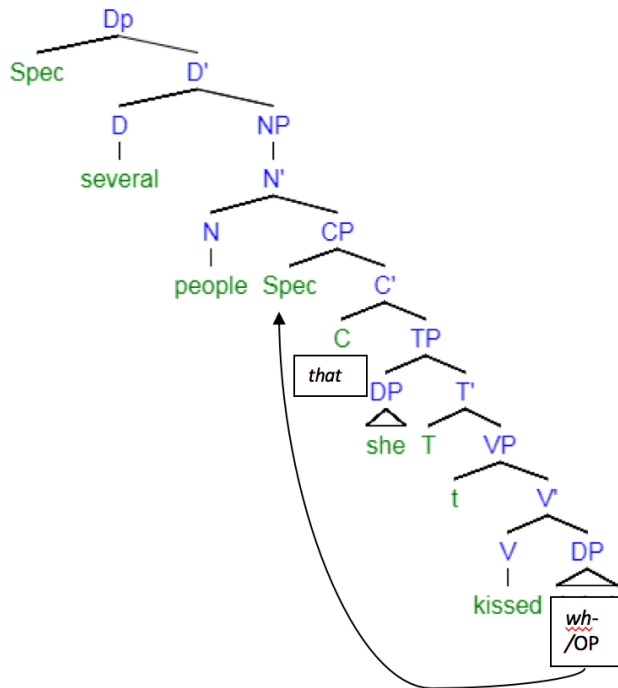 Dp
Spec D'
D NP
several N'
N CP
people Spec C'
C TP
that DP T'
she T VP
t V'
V DP
kissed wh-
/OP